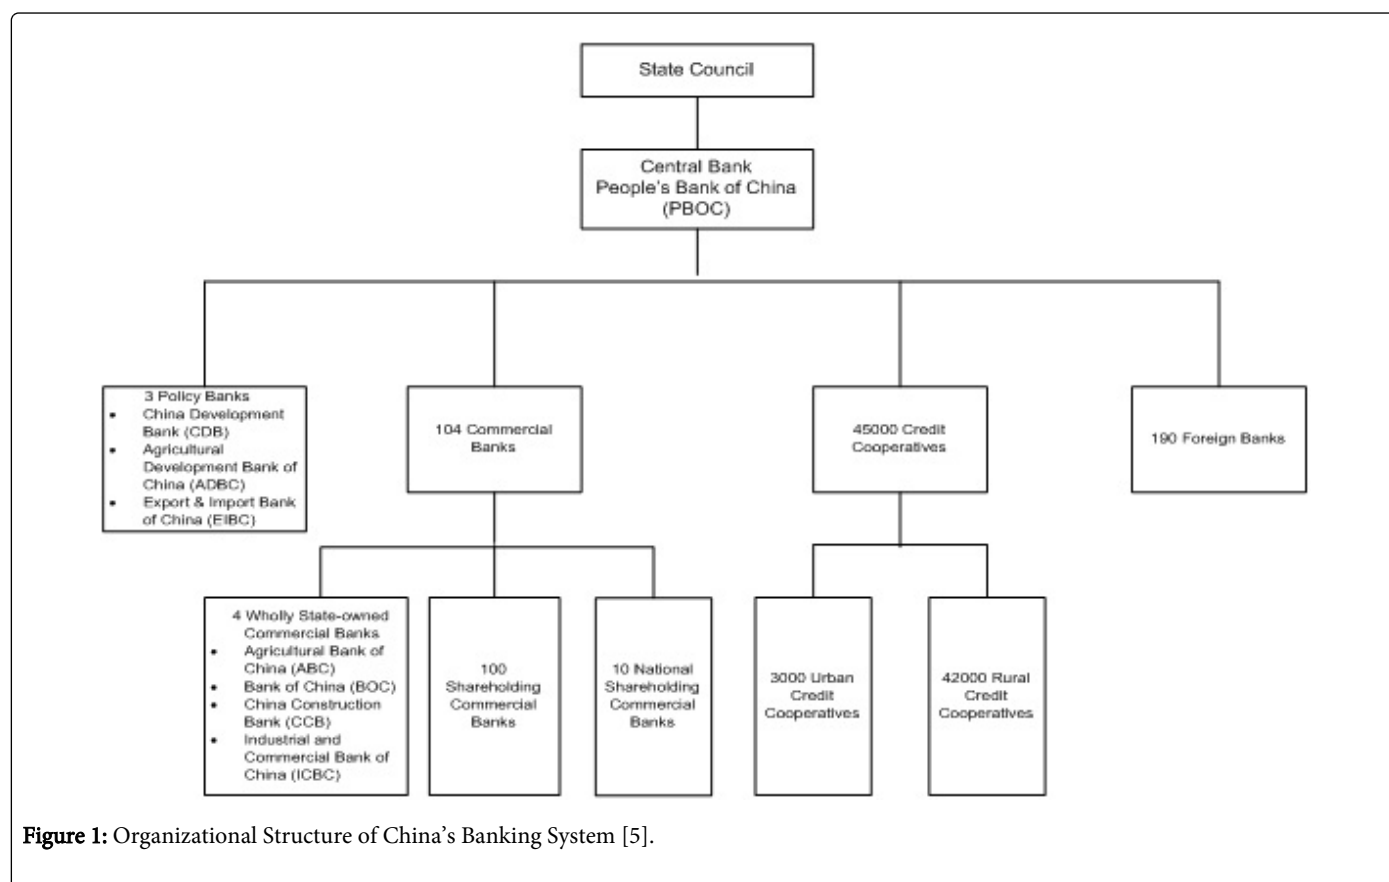 State Council
Central Bank
People's Bank of China
(PBOC)
3 Policy Banks
• China Development
Bank (CDB)
• Agricultural
Development Bank of
China (ADBC)
• Export & Import Bank
of China (EIBC)
104 Commercial
Banks
45000 Credit
Cooperatives
190 Foreign Banks
4 Wholly State-owned
Commercial Banks
• Agricultural Bank of
China (ABC)
• Bank of China (BOC)
• China Construction
Bank (CCB)
• Industrial and
Commercial Bank of
China (ICBC)
100
Shareholding
Commercial
Banks
10 National
Shareholding
Commercial
Banks
3000 Urban
Credit
Cooperatives
42000 Rural
Credit
Cooperatives
Figure 1: Organizational Structure of China's Banking System [5].